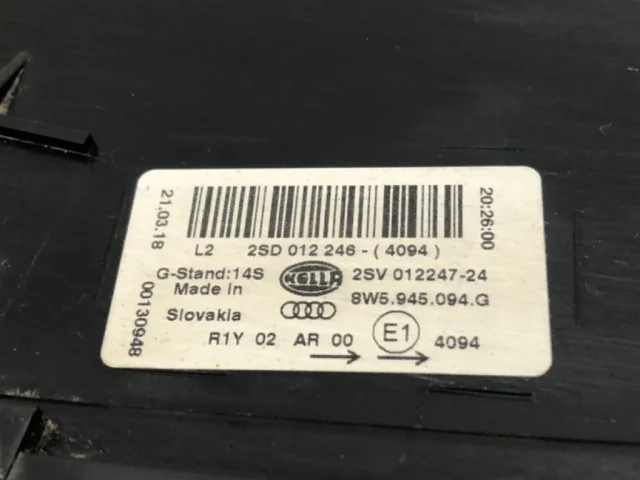 21.03.18
00130948
L2 2SD 012 246-(4094)
G-Stand:14S HELLA 2SV 012247-24
Made in 8W5.945.094.G
Slovakia
R1Y 02 AR 00 E1 4094
20:26:00